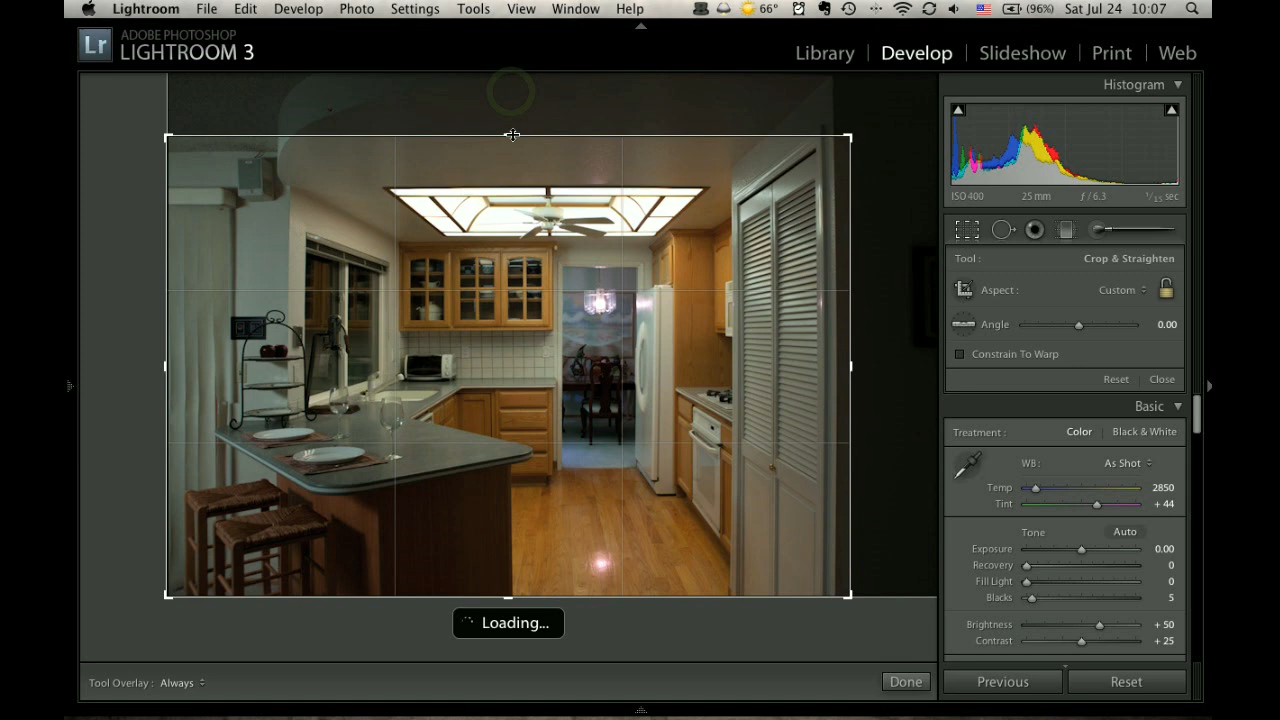 Lightroom File Edit Develop Photo Settings Tools View Window Help 66° (96%) Sat Jul 24 10:07
Lr
ADOBE PHOTOSHOP
LIGHTROOM 3
Library | Develop | Slideshow | Print | Web
Histogram
ISO 400 25 mm ƒ / 6.3 1/15 sec
Tool : Crop & Straighten
Aspect : Custom
Angle 0.00
Constrain To Warp
Reset Close
Basic
Treatment : Color | Black & White
WB : As Shot
Temp 2850
Tint + 44
Tone Auto
Exposure 0.00
Recovery 0
Fill Light 0
Blacks 5
Brightness + 50
Contrast + 25
Loading...
Tool Overlay : Always Done Previous Reset